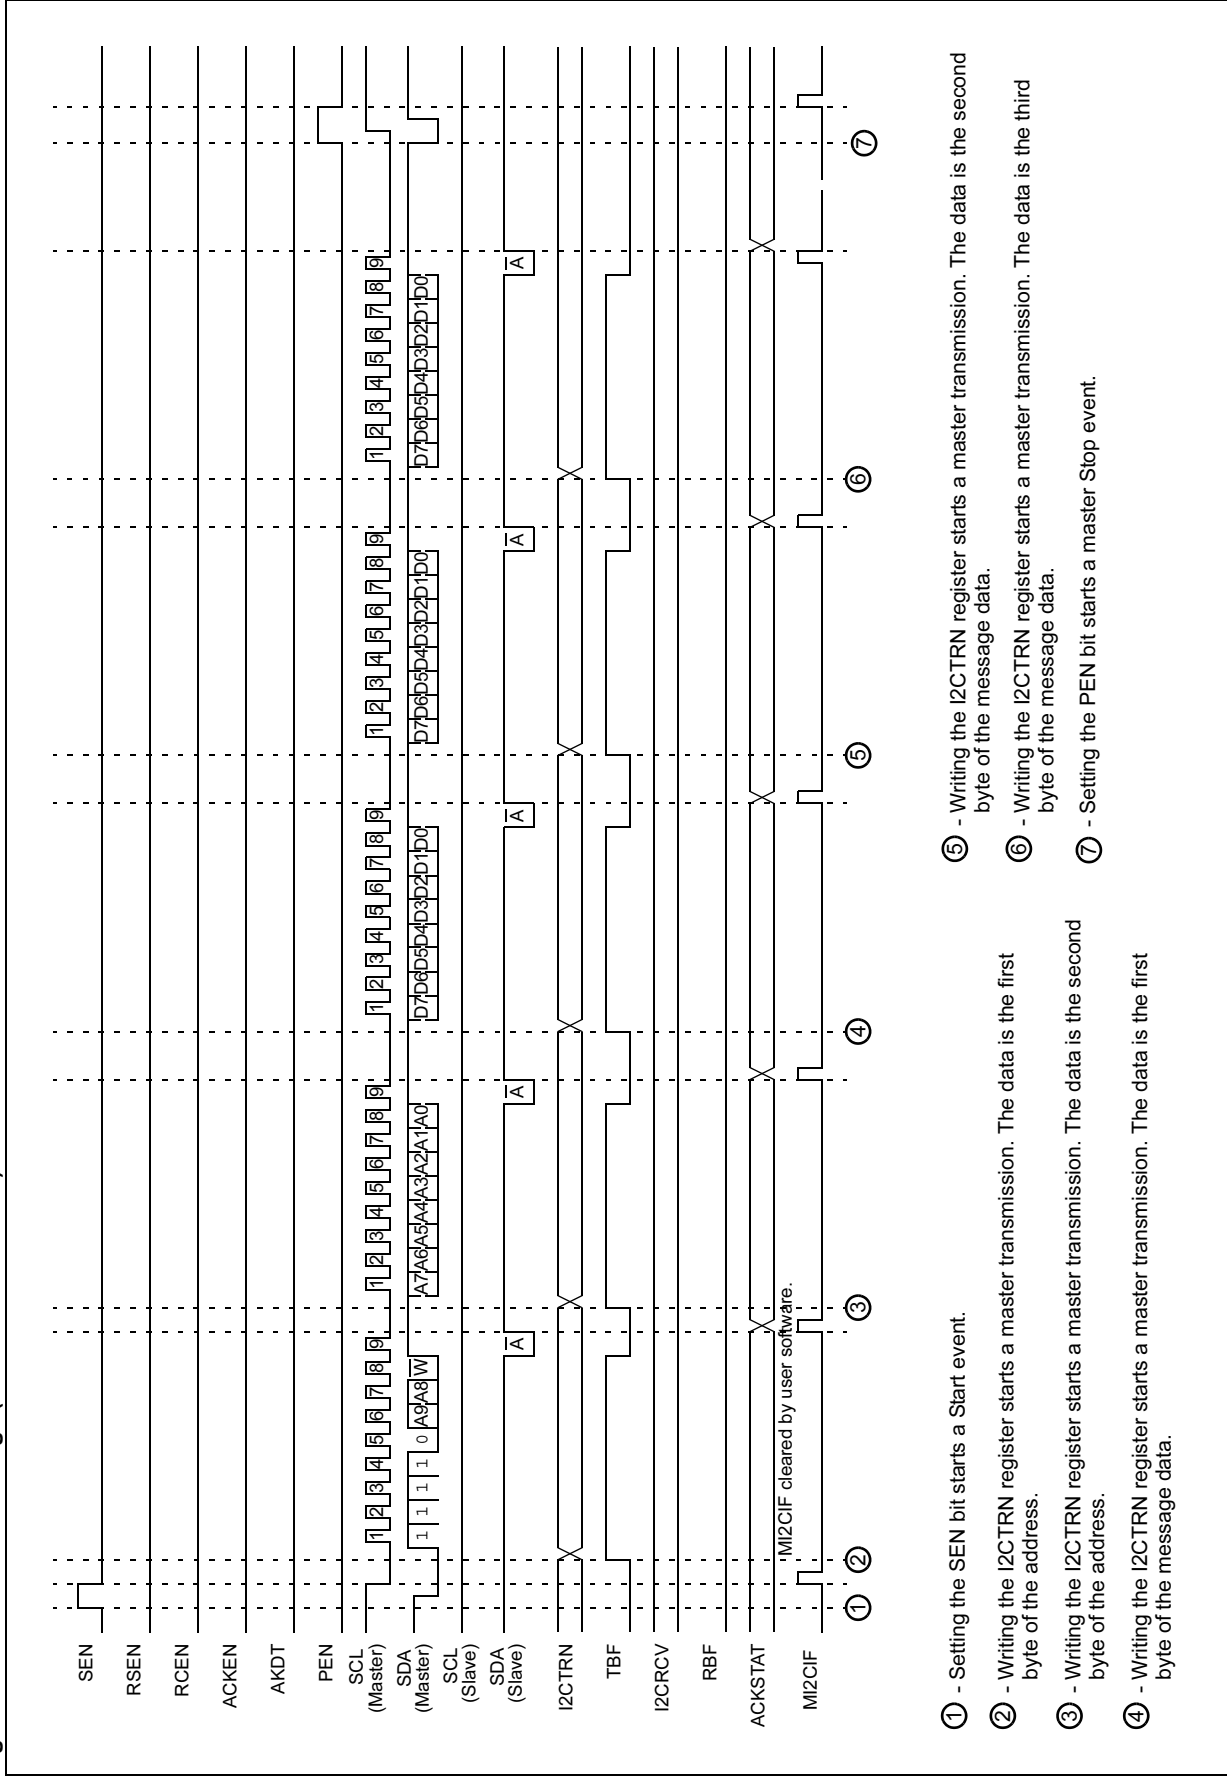 SEN
RSEN
RCEN
ACKEN
AKDT
PEN
SCL
(Master)
1 2 3 4 5 6 7 8 9 1 2 3 4 5 6 7 8 9 1 2 3 4 5 6 7 8 9 1 2 3 4 5 6 7 8 9 1 2 3 4 5 6 7 8 9
SDA
(Master)
1 1 1 1 0 A9 A8 W A7 A6 A5 A4 A3 A2 A1 A0 D7 D6 D5 D4 D3 D2 D1 D0 D7 D6 D5 D4 D3 D2 D1 D0 D7 D6 D5 D4 D3 D2 D1 D0
SCL
(Slave)
SDA
(Slave)
A A A A A
I2CTRN
TBF
I2CRCV
RBF
ACKSTAT
MI2CIF cleared by user software.
MI2CIF
1 2 3 4 5 6 7
1 - Setting the SEN bit starts a Start event.
2 - Writing the I2CTRN register starts a master transmission. The data is the first
byte of the address.
3 - Writing the I2CTRN register starts a master transmission. The data is the second
byte of the address.
4 - Writing the I2CTRN register starts a master transmission. The data is the first
byte of the message data.
5 - Writing the I2CTRN register starts a master transmission. The data is the second
byte of the message data.
6 - Writing the I2CTRN register starts a master transmission. The data is the third
byte of the message data.
7 - Setting the PEN bit starts a master Stop event.